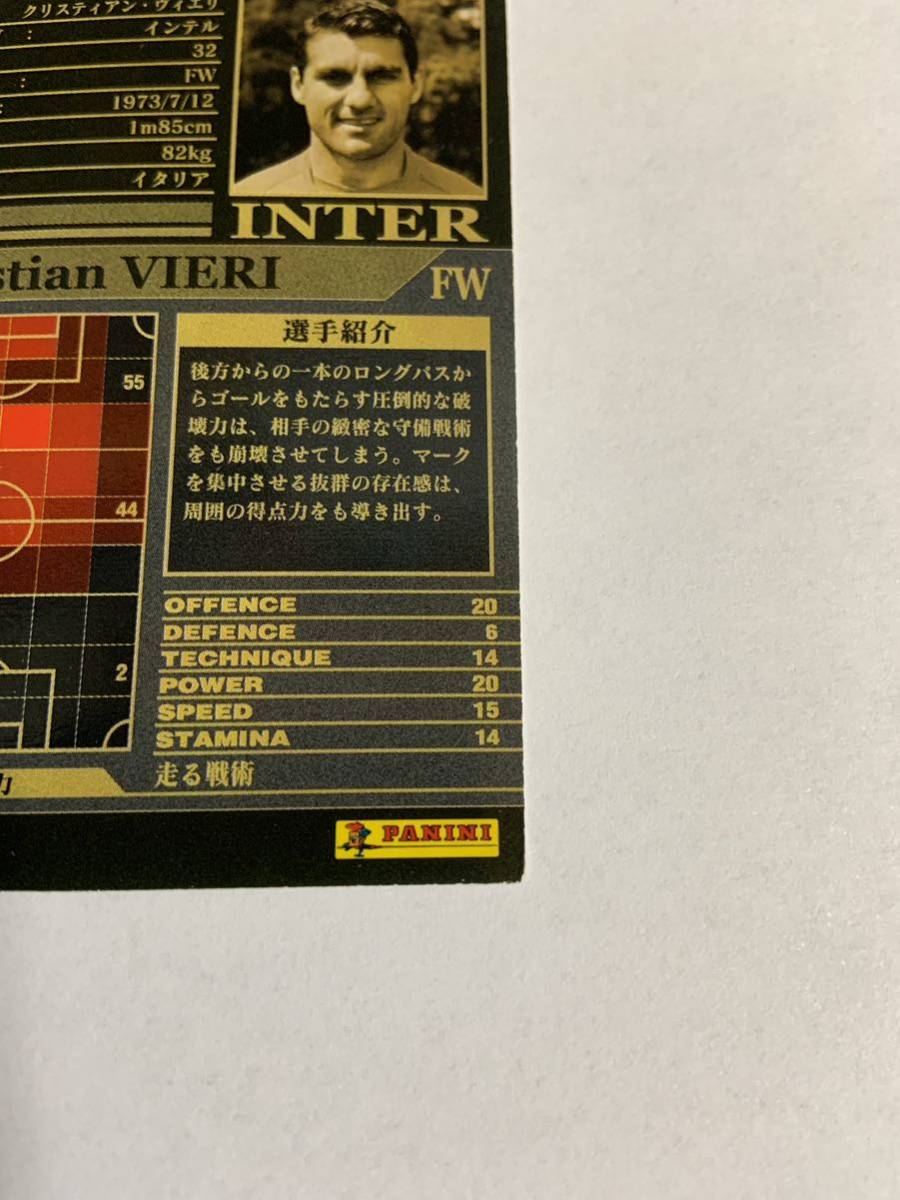 クリスティアン・ヴィエリ
: インテル
32
: FW
: 1973/7/12
1m85cm
82kg
イタリア
INTER
stian VIERI
FW
55
44
2
選手紹介
後方からの一本のロングパスか
らゴールをもたらす圧倒的な破
壊力は、相手の緻密な守備戦術
をも崩壊させてしまう。マーク
を集中させる抜群の存在感は、
周囲の得点力をも導き出す。
OFFENCE 20
DEFENCE 6
TECHNIQUE 14
POWER 20
SPEED 15
STAMINA 14
力
走る戦術
PANINI